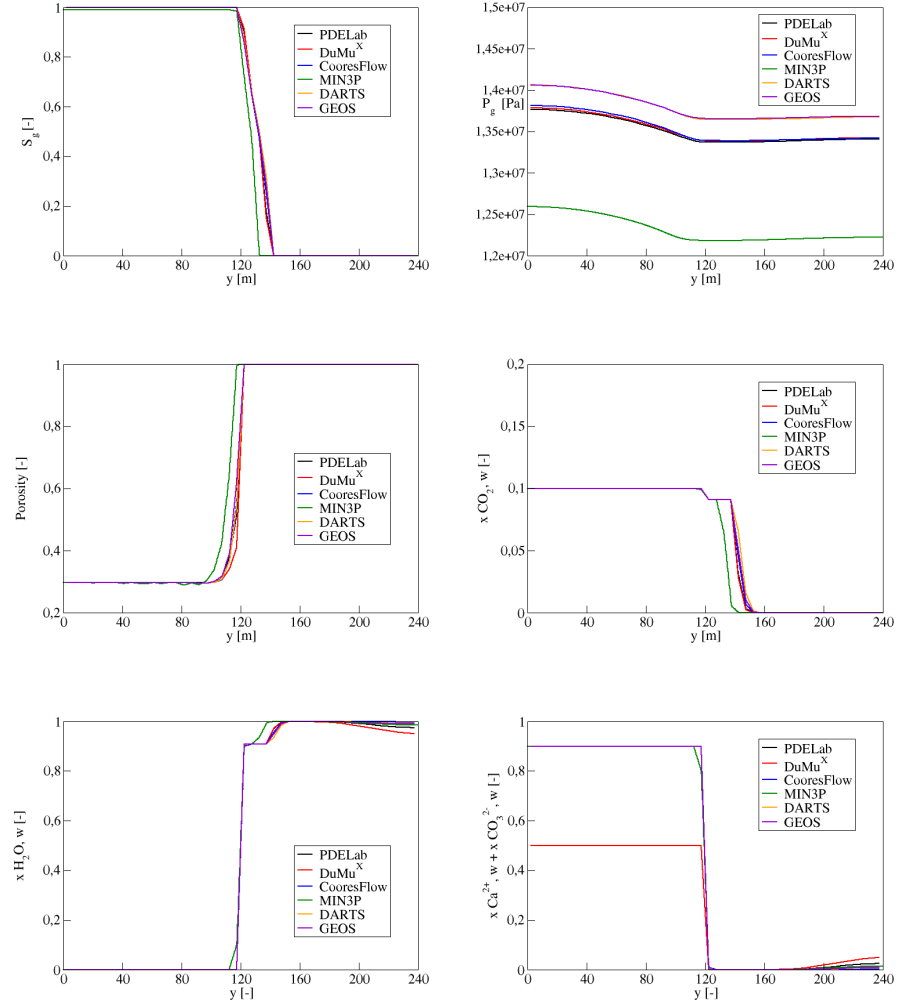 1
0,8
0,6
0,4
0,2
0
S_g [-]
0 40 80 120 160 200 240
y [m]
PDELab
DuMu^X
CooresFlow
MIN3P
DARTS
GEOS
1,5e+07
1,45e+07
1,4e+07
P_g [Pa]
1,35e+07
1,3e+07
1,25e+07
1,2e+07
0 40 80 120 160 200 240
y [m]
PDELab
DuMu^X
CooresFlow
MIN3P
DARTS
GEOS
1
0,8
0,6
0,4
0,2
Porosity [-]
0 40 80 120 160 200 240
y [m]
PDELab
DuMu^X
CooresFlow
MIN3P
DARTS
GEOS
0,2
0,15
0,1
0,05
0
x CO_2, w [-]
0 40 80 120 160 200 240
y [m]
PDELab
DuMu^X
CooresFlow
MIN3P
DARTS
GEOS
1
0,8
0,6
0,4
0,2
0
x H_2O, w [-]
0 40 80 120 160 200 240
y [-]
PDELab
DuMu^X
CooresFlow
MIN3P
DARTS
GEOS
1
0,8
0,6
0,4
0,2
0
x Ca^2+, w + x CO_3^2-, w [-]
0 40 80 120 160 200 240
y [m]
PDELab
DuMu^X
CooresFlow
MIN3P
DARTS
GEOS